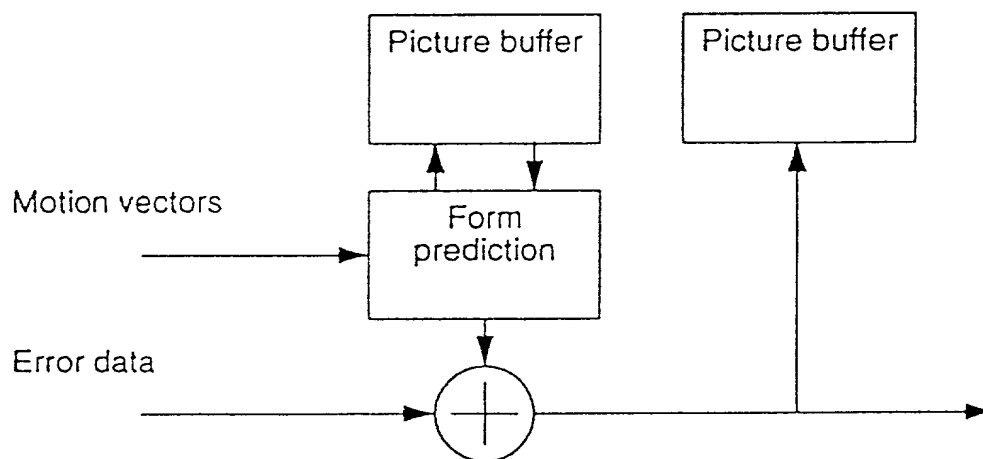 Picture buffer
Picture buffer
Motion vectors
Form
prediction
Error data